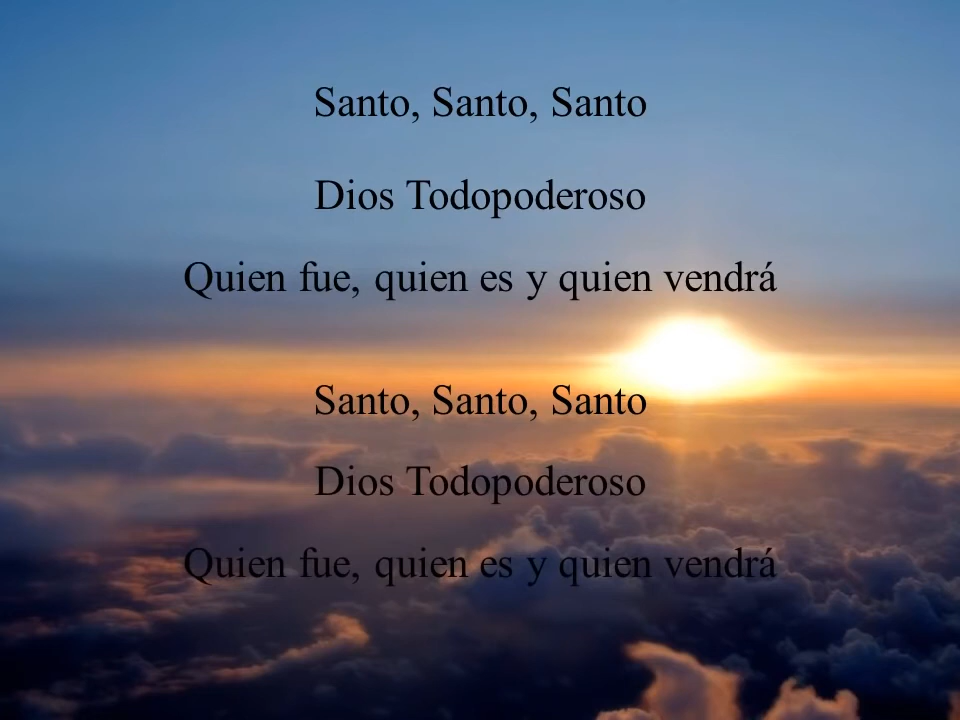 Santo, Santo, Santo
Dios Todopoderoso
Quien fue, quien es y quien vendrá
Santo, Santo, Santo
Dios Todopoderoso
Quien fue, quien es y quien vendrá